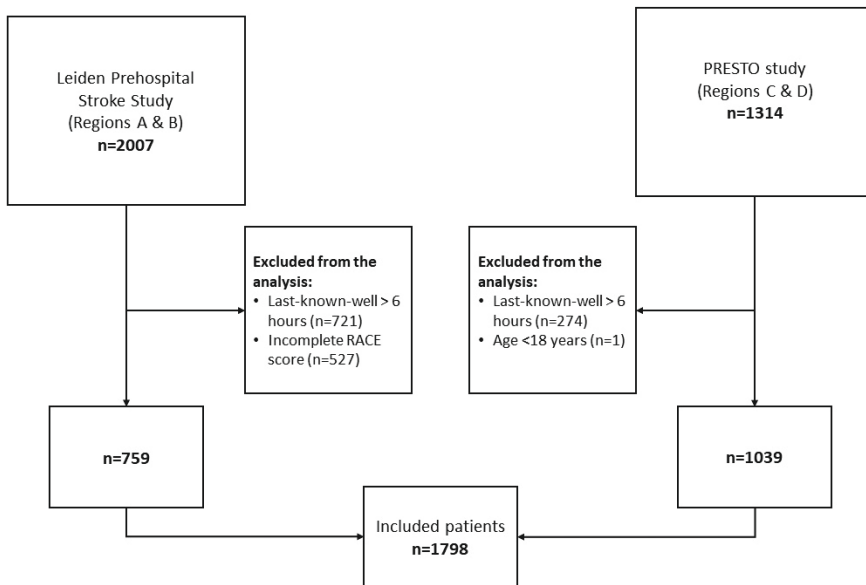 Leiden Prehospital
Stroke Study
(Regions A & B)
n=2007
PRESTO study
(Regions C & D)
n=1314
Excluded from the
analysis:
• Last-known-well > 6
hours (n=721)
• Incomplete RACE
score (n=527)
Excluded from the
analysis:
• Last-known-well > 6
hours (n=274)
• Age <18 years (n=1)
n=759
n=1039
Included patients
n=1798